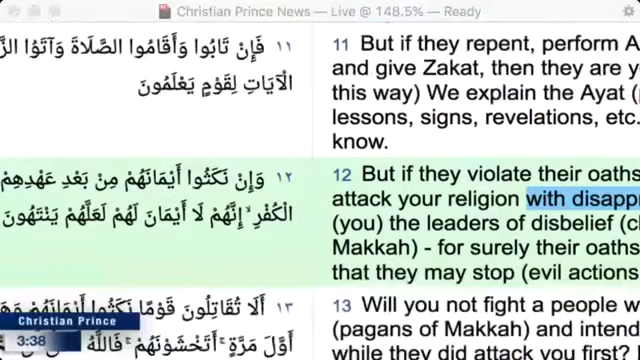 Christian Prince News — Live @ 148.5% — Ready
١١ فَإِنْ تَابُوا وَأَقَامُوا الصَّلَاةَ وَآتَوُا
الْآيَاتِ لِقَوْمٍ يَعْلَمُونَ
11 But if they repent, perform
and give Zakat, then they are
this way) We explain the Ayat
lessons, signs, revelations, etc.
know.
١٢ وَإِنْ نَكَثُوا أَيْمَانَهُمْ مِنْ بَعْدِ عَهْدِهِمْ
الْكُفْرِ ۙ إِنَّهُمْ لَا أَيْمَانَ لَهُمْ لَعَلَّهُمْ يَنْتَهُونَ
12 But if they violate their oaths
attack your religion with
(you) the leaders of disbelief
Makkah) - for surely their oaths
that they may stop (evil actions
١٣ أَلَا تُقَاتِلُونَ قَوْمًا نَكَثُوا أَيْمَانَهُمْ
أَوَّلَ مَرَّةٍ ۚ أَتَخْشَوْنَهُمْ ۚ فَاللَّهُ
13 Will you not fight a people
(pagans of Makkah) and intend
while they did attack you first?
Christian Prince
3:38